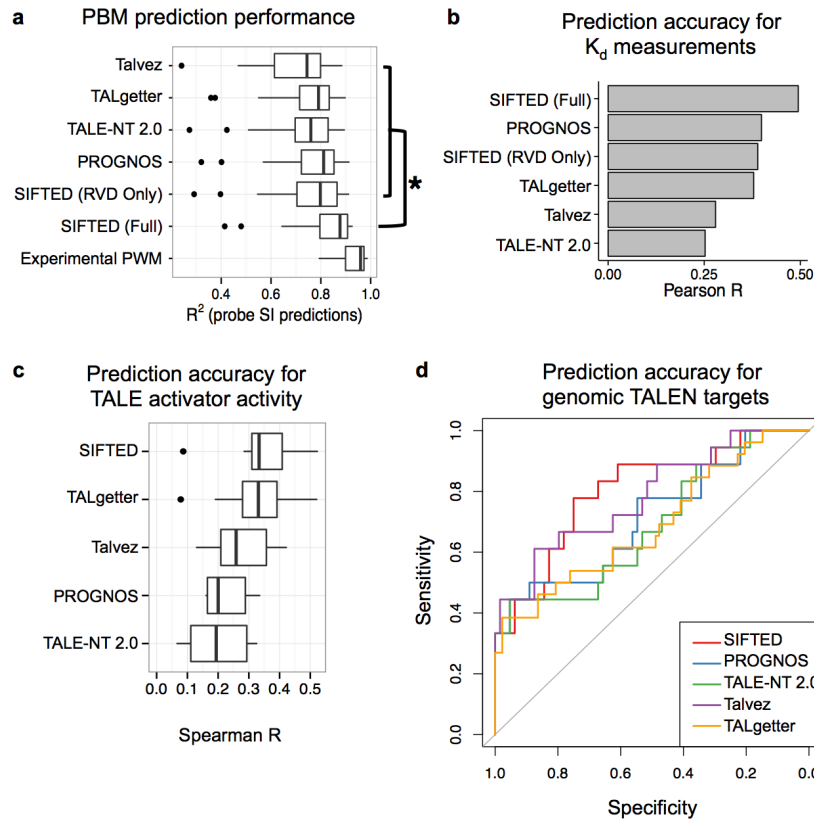 a
PBM prediction performance
Talvez
TALgetter
TALE-NT 2.0
PROGNOS
SIFTED (RVD Only)
SIFTED (Full)
Experimental PWM
*
0.4 0.6 0.8 1.0
R² (probe SI predictions)
b
Prediction accuracy for
Kd measurements
SIFTED (Full)
PROGNOS
SIFTED (RVD Only)
TALgetter
Talvez
TALE-NT 2.0
0.00 0.25 0.50
Pearson R
c
Prediction accuracy for
TALE activator activity
SIFTED
TALgetter
Talvez
PROGNOS
TALE-NT 2.0
0.0 0.1 0.2 0.3 0.4 0.5
Spearman R
d
Prediction accuracy for
genomic TALEN targets
Sensitivity
1.0
0.8
0.6
0.4
0.2
0.0
SIFTED
PROGNOS
TALE-NT 2.0
Talvez
TALgetter
1.0 0.8 0.6 0.4 0.2 0.0
Specificity